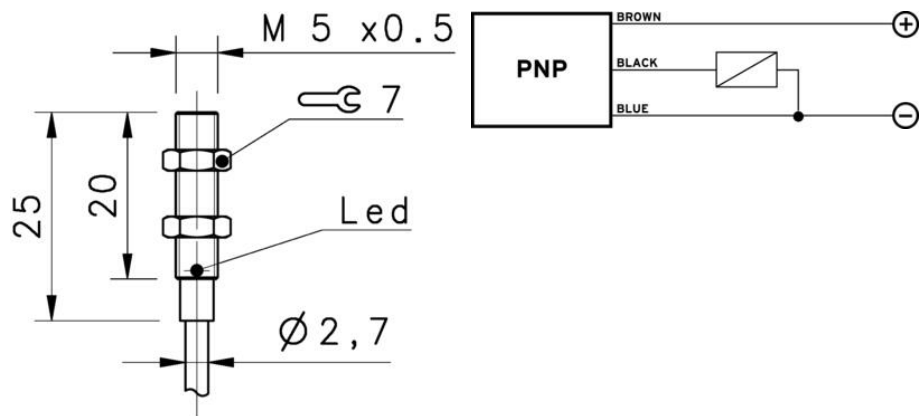 M 5 x0.5
7
25
20
Led
Ø2,7
BROWN
PNP
BLACK
BLUE
+
−